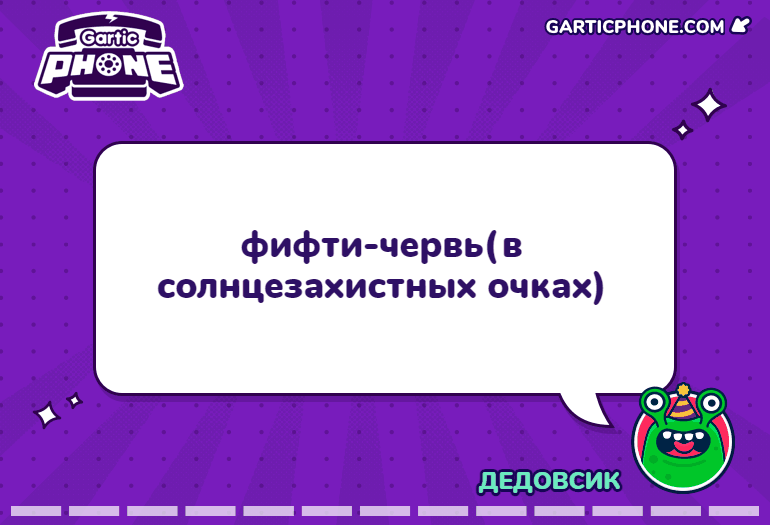 Gartic
PHONE
GARTICPHONE.COM
фифти-червь(в
солнцезахистных очках)
ДЕДОВСИК